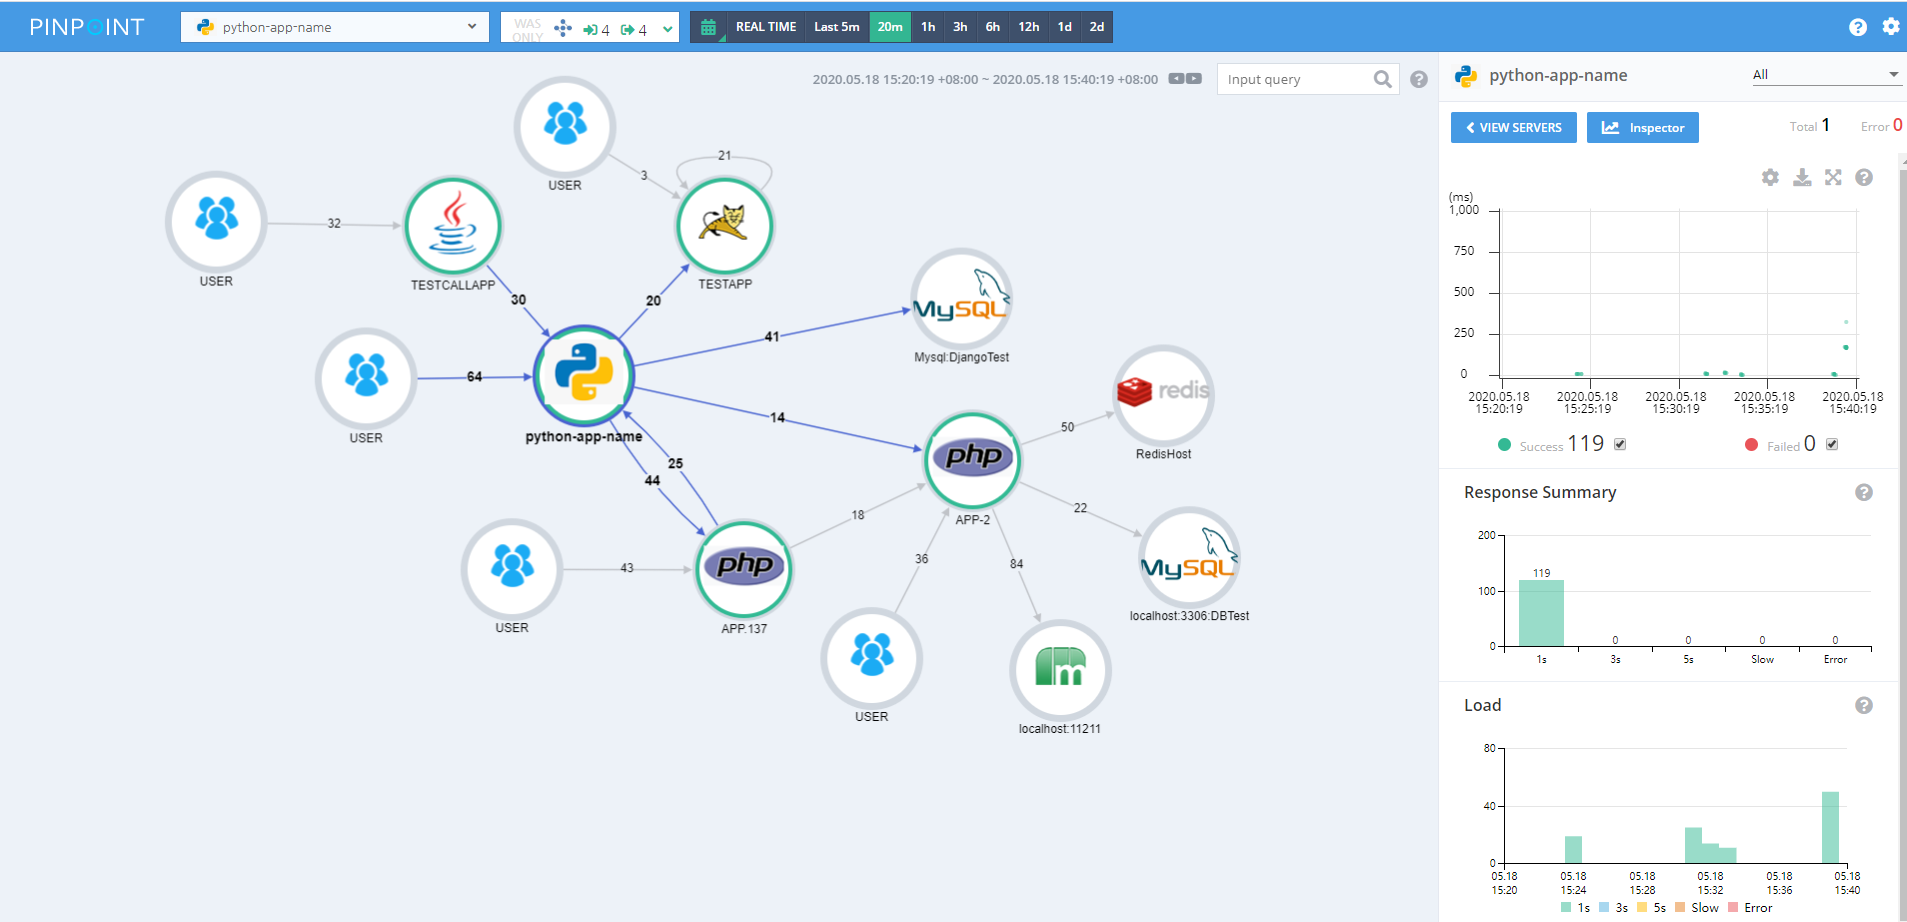 PINPOINT
python-app-name
WAS ONLY
4
4
REAL TIME
Last 5m
20m
1h
3h
6h
12h
1d
2d
2020.05.18 15:20:19 +08:00 ~ 2020.05.18 15:40:19 +08:00
Input query
USER
3
21
USER
32
TESTCALLAPP
TESTAPP
30
20
MySQL
Mysql:DjangoTest
41
USER
64
python-app-name
14
redis
RedisHost
50
php
APP-2
25
44
22
MySQL
localhost:3306:DBTest
18
USER
43
php
APP.137
36
84
USER
m
localhost:11211
python-app-name
All
VIEW SERVERS
Inspector
Total 1
Error 0
(ms)
1,000
750
500
250
0
2020.05.18 15:20:19
2020.05.18 15:25:19
2020.05.18 15:30:19
2020.05.18 15:35:19
2020.05.18 15:40:19
Success 119
Failed 0
Response Summary
200
100
0
119
0
0
0
0
1s
3s
5s
Slow
Error
Load
80
40
0
05.18 15:20
05.18 15:24
05.18 15:28
05.18 15:32
05.18 15:36
05.18 15:40
1s
3s
5s
Slow
Error